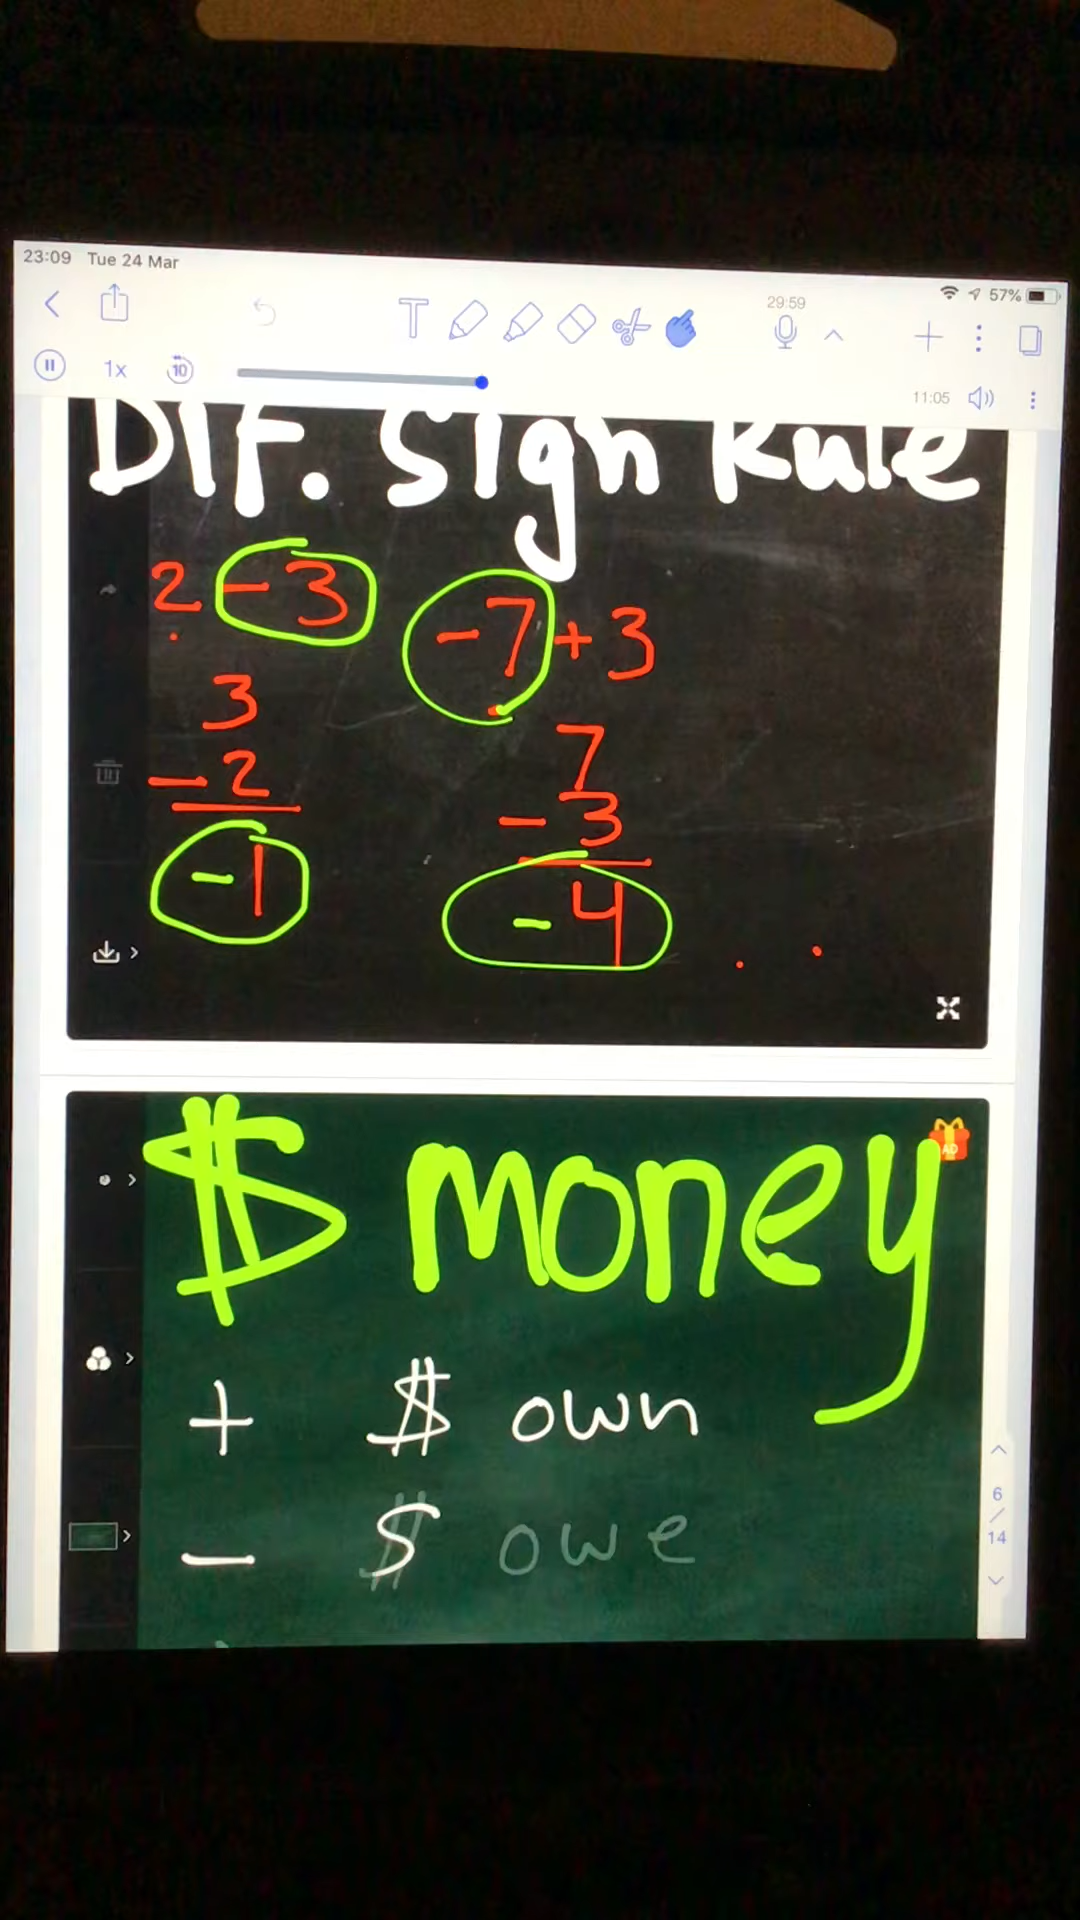 23:09 Tue 24 Mar
57%
T
29:59
1x
10
11:05
Dif. Sign Rule
2 - 3
-7 + 3
3
- 2
-1
7
- 3
-4
$ money
AD
+ $ own
- $ owe
6
/
14